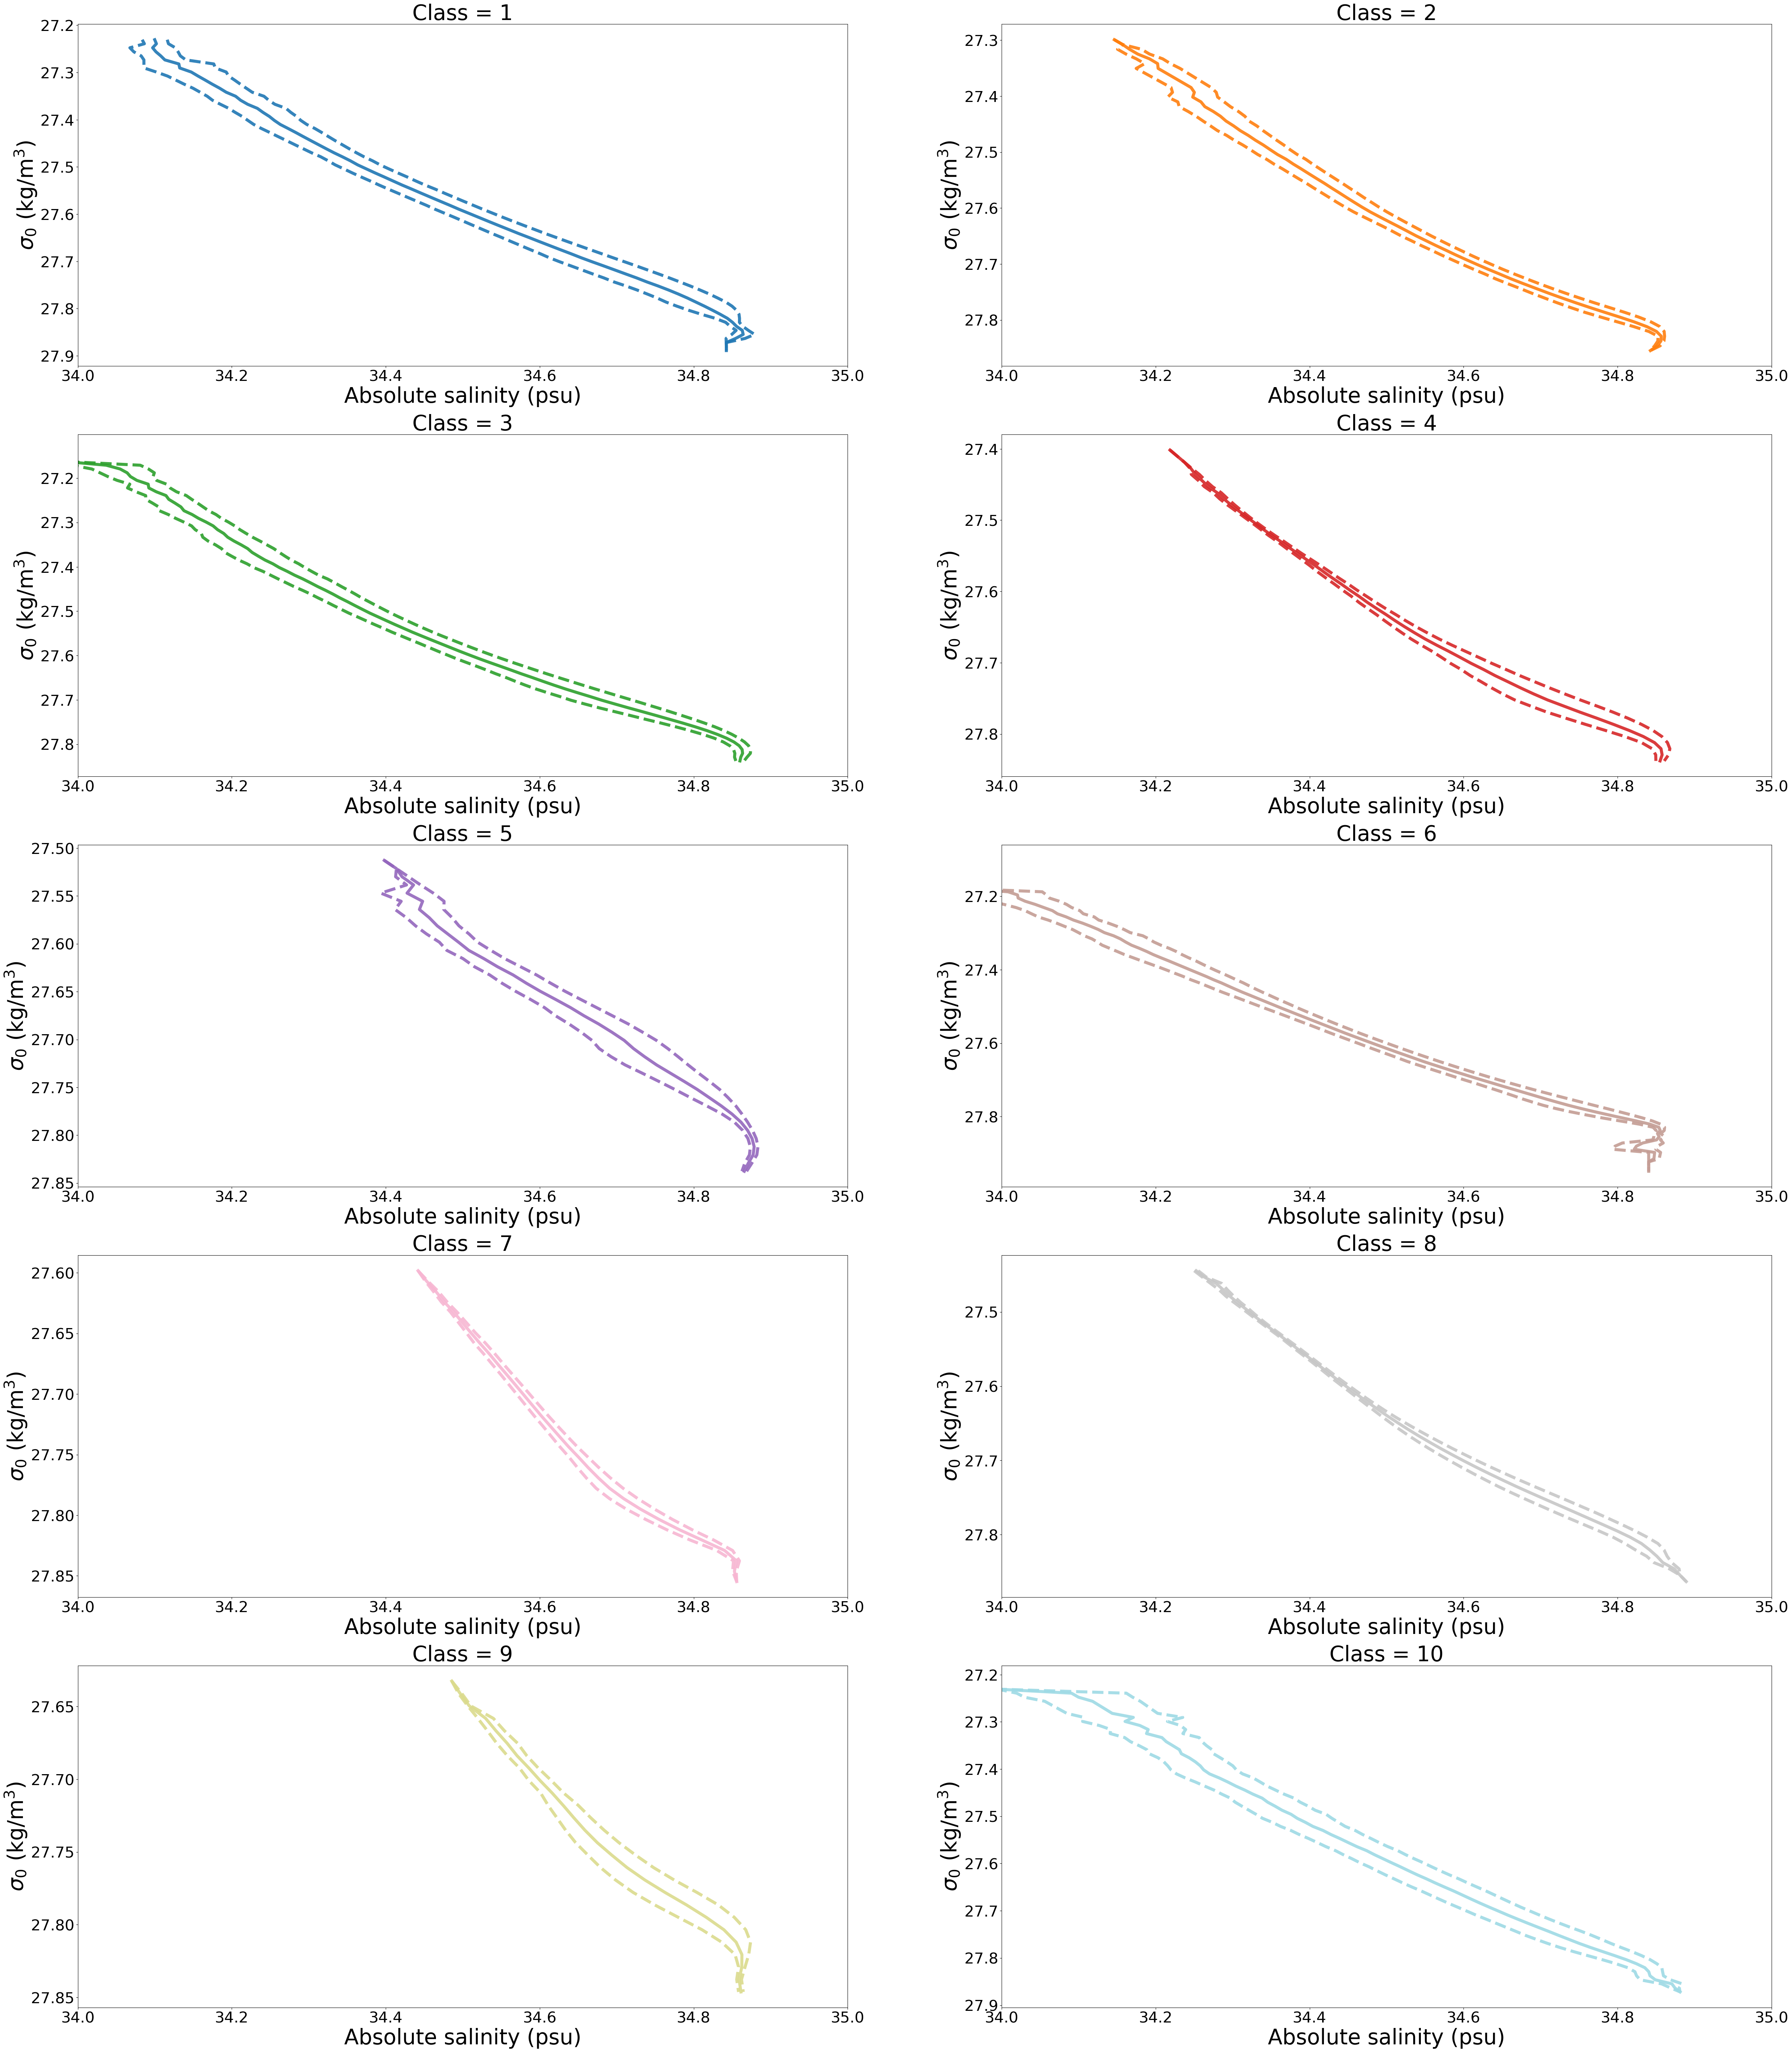 Class = 1
27.2
27.3
27.4
27.5
27.6
27.7
27.8
27.9
σ₀ (kg/m³)
34.0 34.2 34.4 34.6 34.8 35.0
Absolute salinity (psu)
Class = 2
27.3
27.4
27.5
27.6
27.7
27.8
σ₀ (kg/m³)
34.0 34.2 34.4 34.6 34.8 35.0
Absolute salinity (psu)
Class = 3
27.2
27.3
27.4
27.5
27.6
27.7
27.8
σ₀ (kg/m³)
34.0 34.2 34.4 34.6 34.8 35.0
Absolute salinity (psu)
Class = 4
27.4
27.5
27.6
27.7
27.8
σ₀ (kg/m³)
34.0 34.2 34.4 34.6 34.8 35.0
Absolute salinity (psu)
Class = 5
27.50
27.55
27.60
27.65
27.70
27.75
27.80
27.85
σ₀ (kg/m³)
34.0 34.2 34.4 34.6 34.8 35.0
Absolute salinity (psu)
Class = 6
27.2
27.4
27.6
27.8
σ₀ (kg/m³)
34.0 34.2 34.4 34.6 34.8 35.0
Absolute salinity (psu)
Class = 7
27.60
27.65
27.70
27.75
27.80
27.85
σ₀ (kg/m³)
34.0 34.2 34.4 34.6 34.8 35.0
Absolute salinity (psu)
Class = 8
27.5
27.6
27.7
27.8
σ₀ (kg/m³)
34.0 34.2 34.4 34.6 34.8 35.0
Absolute salinity (psu)
Class = 9
27.65
27.70
27.75
27.80
27.85
σ₀ (kg/m³)
34.0 34.2 34.4 34.6 34.8 35.0
Absolute salinity (psu)
Class = 10
27.2
27.3
27.4
27.5
27.6
27.7
27.8
27.9
σ₀ (kg/m³)
34.0 34.2 34.4 34.6 34.8 35.0
Absolute salinity (psu)